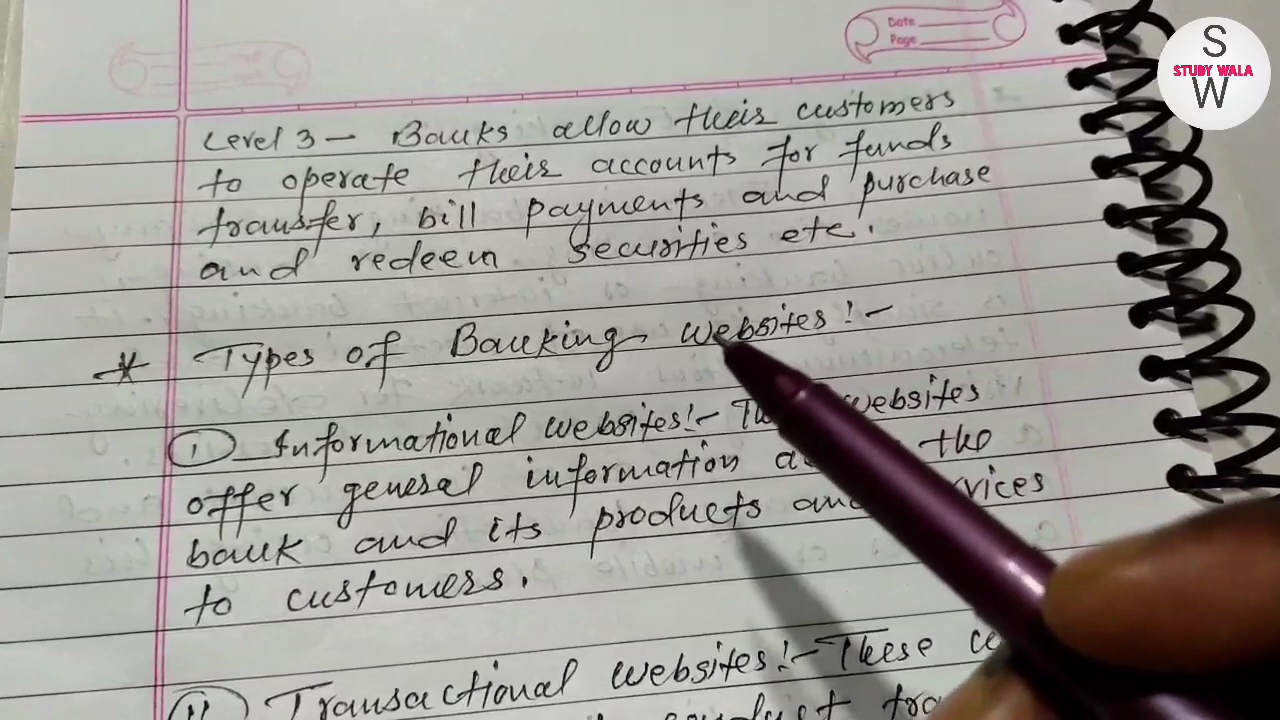 Date
Page
S
STUDY WALA
W
Level 3 - Banks allow their customers
to operate their accounts for funds
transfer, bill payments and purchase
and redeem securities etc.
* Types of Banking websites:-
(i) Informational websites:- websites
offer general information the
bank and its products and
to customers.
(ii) Transactional websites:- These